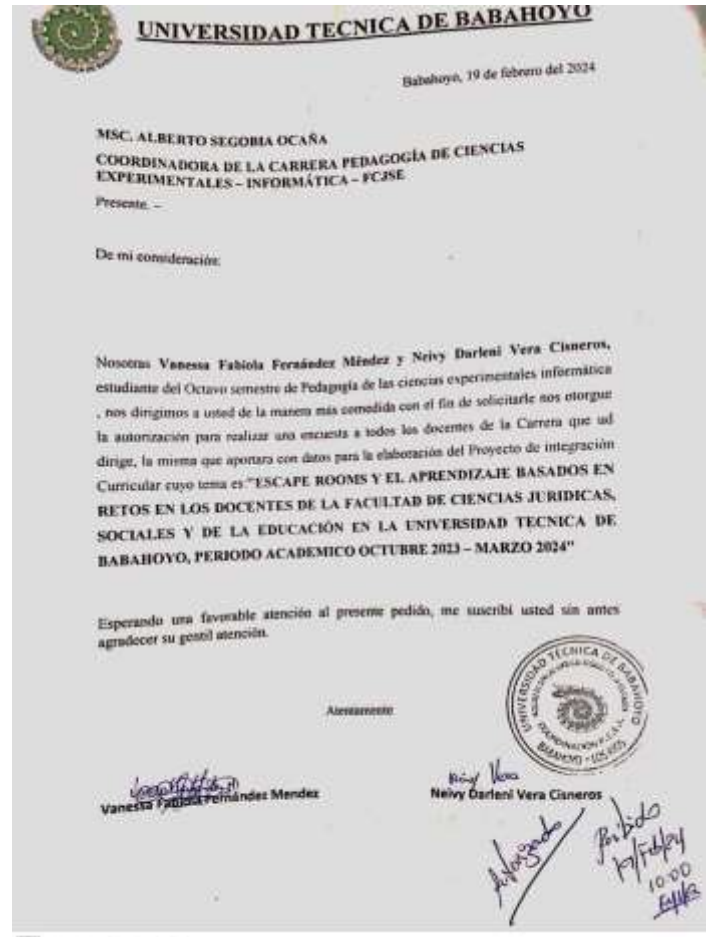 UNIVERSIDAD TECNICA DE BABAHOYO
Babahoyo, 19 de febrero del 2024
MSC. ALBERTO SEGOBIA OCAÑA
COORDINADORA DE LA CARRERA PEDAGOGÍA DE CIENCIAS
EXPERIMENTALES – INFORMÁTICA – FCJSE
Presente. –
De mi consideración:
Nosotras Vanessa Fabiola Fernández Méndez y Neivy Darleni Vera Cisneros,
estudiante del Octavo semestre de Pedagogía de las ciencias experimentales informática
, nos dirigimos a usted de la manera más comedida con el fin de solicitarle nos otorgue
la autorización para realizar una encuesta a todos los docentes de la Carrera que ud
dirige, la misma que aportara con datos para la elaboración del Proyecto de integración
Curricular cuyo tema es "ESCAPE ROOMS Y EL APRENDIZAJE BASADOS EN
RETOS EN LOS DOCENTES DE LA FACULTAD DE CIENCIAS JURIDICAS,
SOCIALES Y DE LA EDUCACIÓN EN LA UNIVERSIDAD TECNICA DE
BABAHOYO, PERIODO ACADEMICO OCTUBRE 2023 – MARZO 2024"
Esperando una favorable atención al presente pedido, me suscribí usted sin antes
agradecer su gentil atención.
Atentamente
UNIVERSIDAD TÉCNICA DE BABAHOYO
BABAHOYO - LOS RIOS
Neivy Vera
Vanessa Fabiola Fernández Mendez
Neivy Darleni Vera Cisneros
Autorizado
Recibido
19/Feb/24
10:00